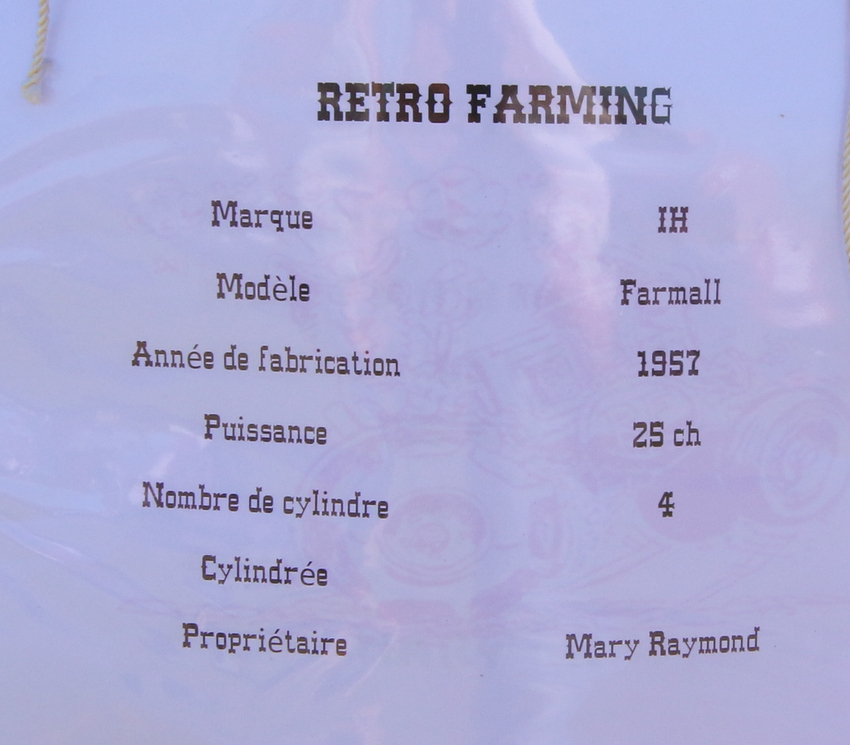 RETRO FARMING
Marque IH
Modèle Farmall
Année de fabrication 1957
Puissance 25 ch
Nombre de cylindre 4
Cylindrée
Propriétaire Mary Raymond